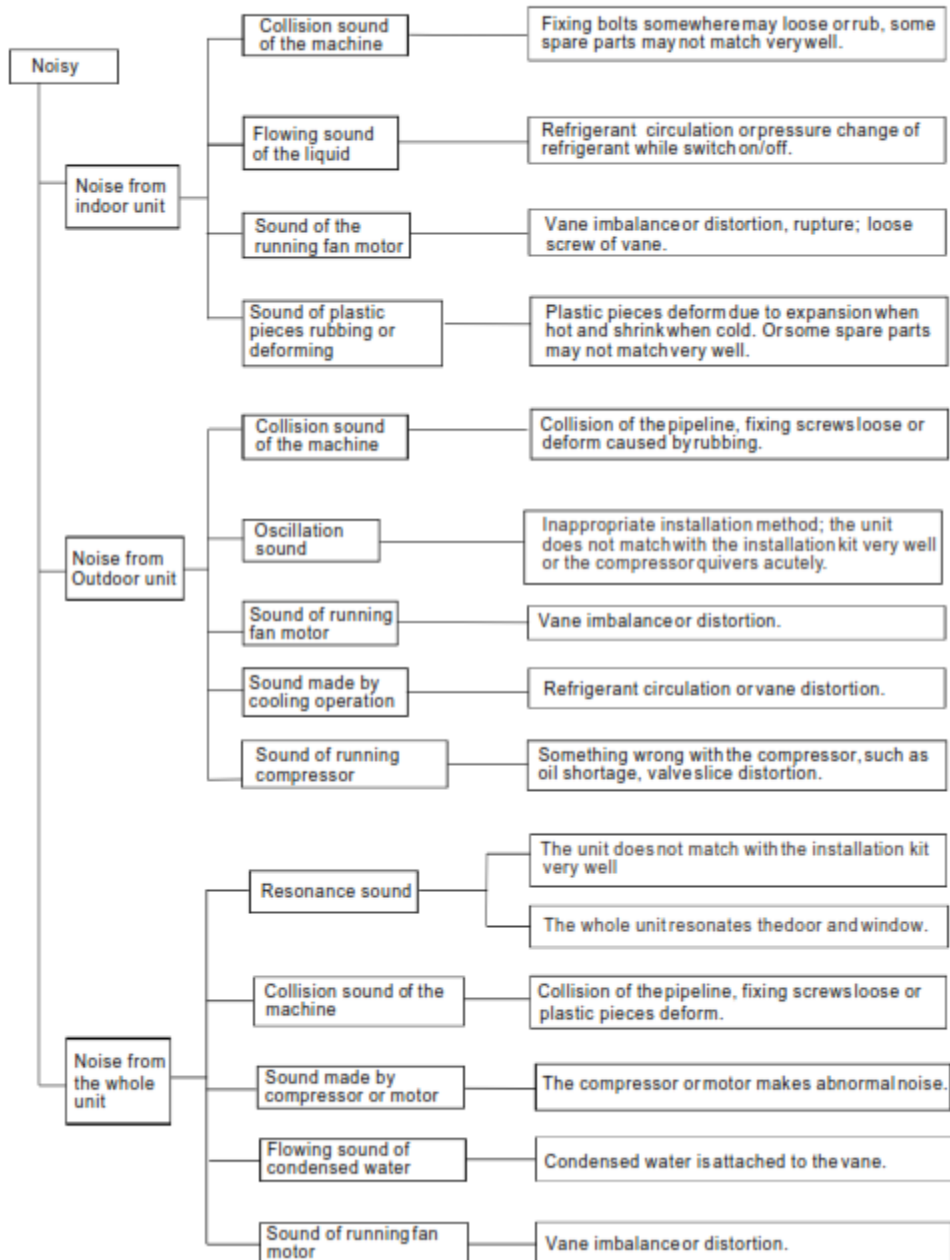 Noisy
Noise from
indoor unit
Collision sound
of the machine
Fixing bolts somewhere may loose or rub, some
spare parts may not match very well.
Flowing sound
of the liquid
Refrigerant circulation or pressure change of
refrigerant while switch on/off.
Sound of the
running fan motor
Vane imbalance or distortion, rupture; loose
screw of vane.
Sound of plastic
pieces rubbing or
deforming
Plastic pieces deform due to expansion when
hot and shrink when cold. Or some spare parts
may not match very well.
Noise from
Outdoor unit
Collision sound
of the machine
Collision of the pipeline, fixing screws loose or
deform caused by rubbing.
Oscillation
sound
Inappropriate installation method; the unit
does not match with the installation kit very well
or the compressor quivers acutely.
Sound of running
fan motor
Vane imbalance or distortion.
Sound made by
cooling operation
Refrigerant circulation or vane distortion.
Sound of running
compressor
Something wrong with the compressor, such as
oil shortage, valve slice distortion.
Noise from
the whole
unit
Resonance sound
The unit does not match with the installation kit
very well
The whole unit resonates the door and window.
Collision sound of the
machine
Collision of the pipeline, fixing screws loose or
plastic pieces deform.
Sound made by
compressor or motor
The compressor or motor makes abnormal noise.
Flowing sound of
condensed water
Condensed water is attached to the vane.
Sound of running fan
motor
Vane imbalance or distortion.